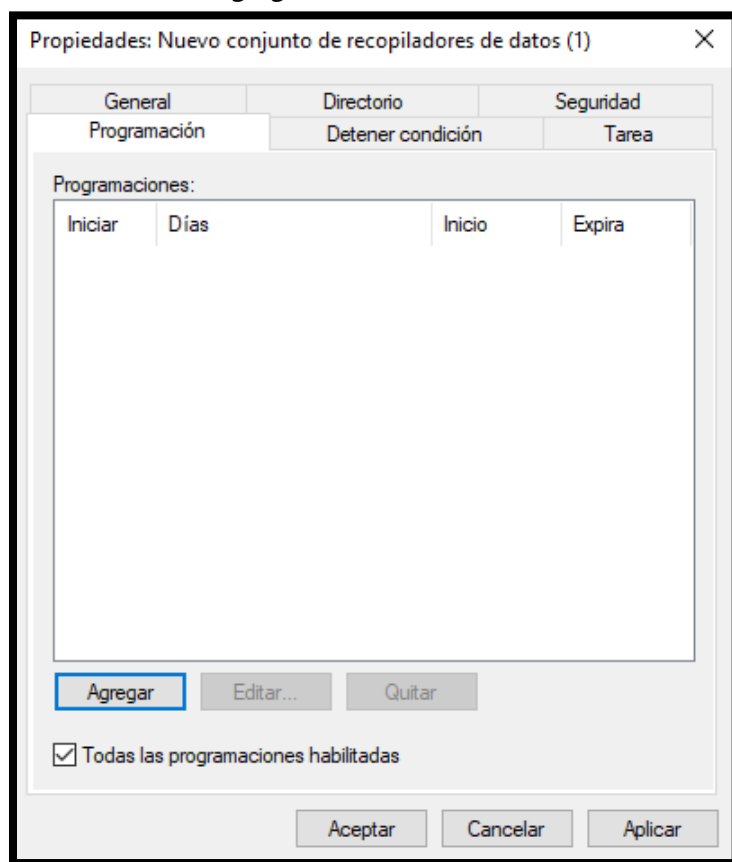 Propiedades: Nuevo conjunto de recopiladores de datos (1)
General Directorio Seguridad
Programación Detener condición Tarea
Programaciones:
Iniciar Días Inicio Expira
Agregar Editar... Quitar
Todas las programaciones habilitadas
Aceptar Cancelar Aplicar